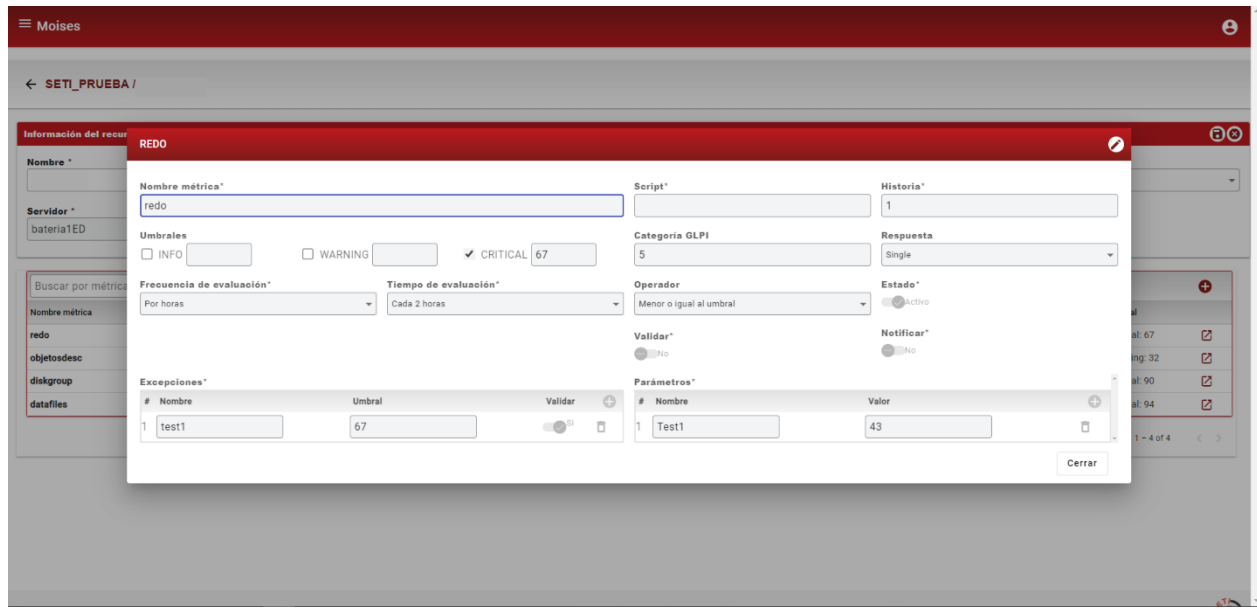 Moises
SETI_PRUEBA /
Información del recur
Nombre *
Servidor *
bateria1ED
REDO
Nombre métrica*
redo
Script*
Historia*
1
Umbrales
INFO
WARNING
CRITICAL 67
Categoría GLPI
5
Respuesta
Single
Frecuencia de evaluación*
Por horas
Tiempo de evaluación*
Cada 2 horas
Operador
Menor o igual al umbral
Estado*
Activo
Validar*
No
Notificar*
No
Excepciones*
# Nombre Umbral Validar
1 test1 67 Si
Parámetros*
# Nombre Valor
1 Test1 43
Cerrar
Buscar por métrica
Nombre métrica al
redo al: 67
objetosdesc ing: 32
diskgroup al: 90
datafiles al: 94
1 – 4 of 4